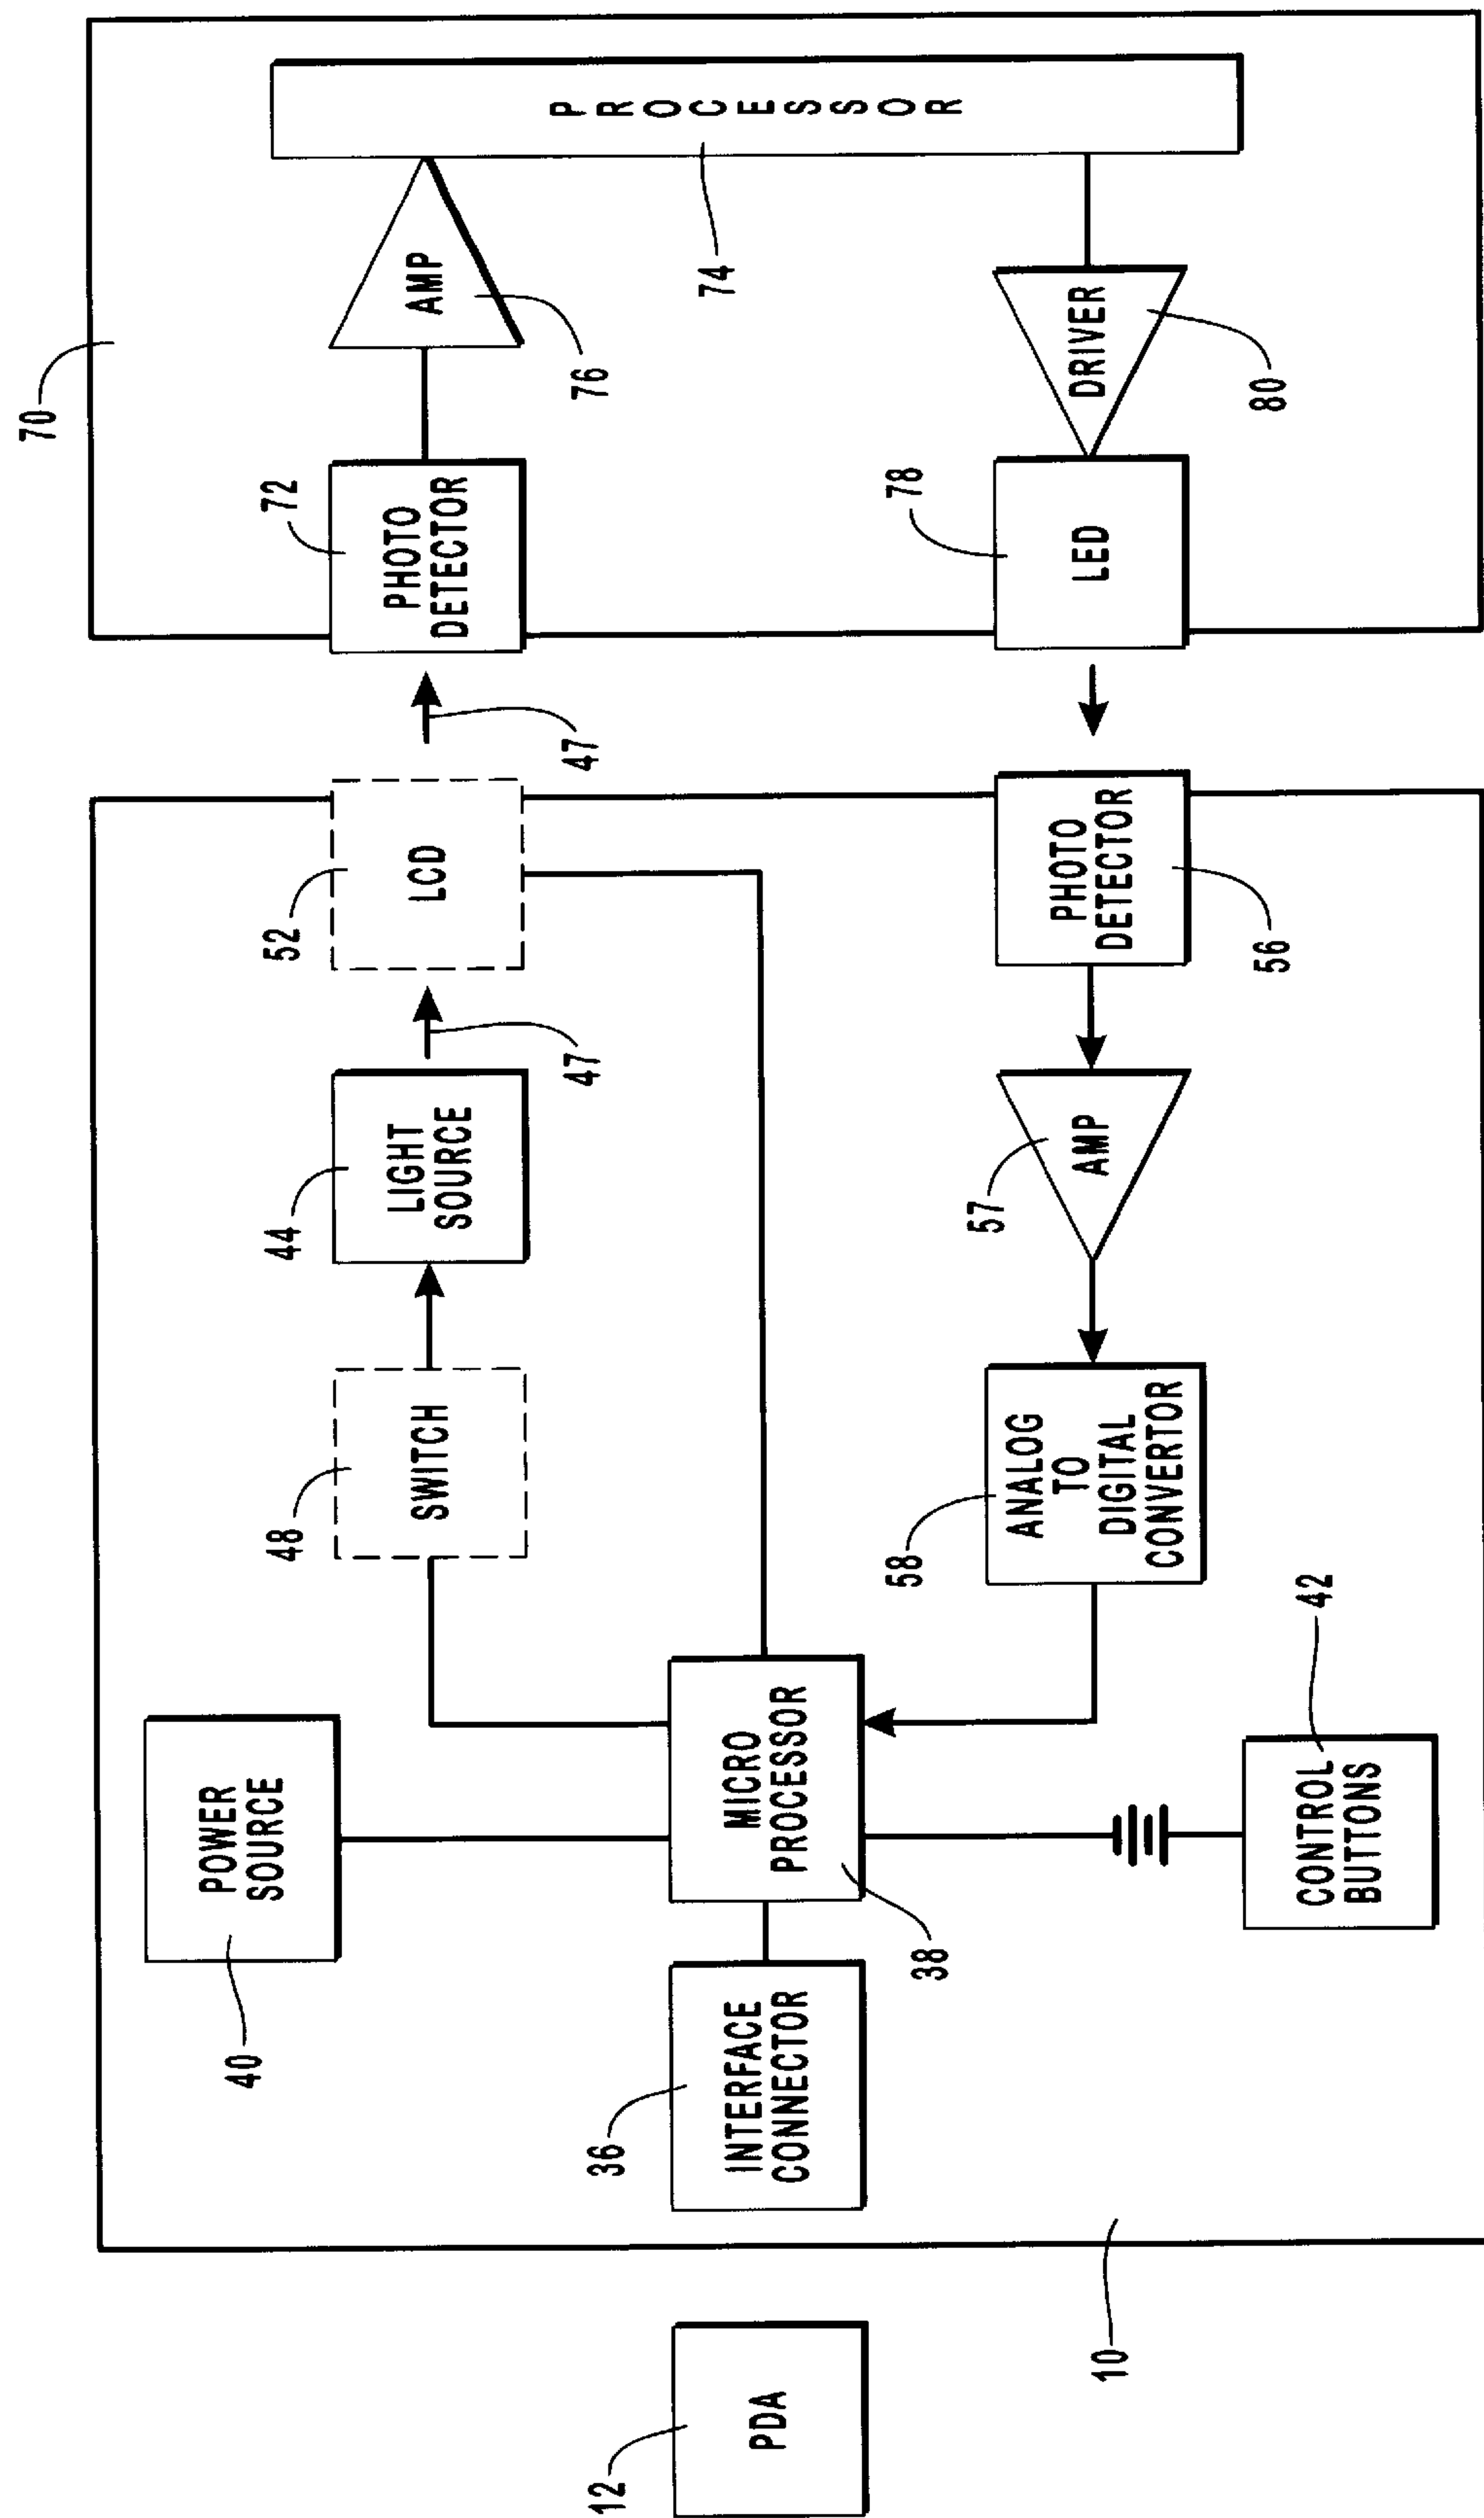 70
PROCESSOR
74
AMP
76
PHOTO
DETECTOR
72
DRIVER
80
LED
78
47
LCD
52
47
LIGHT
SOURCE
44
SWITCH
48
PHOTO
DETECTOR
56
AMP
57
ANALOG
TO
DIGITAL
CONVERTOR
58
POWER
SOURCE
40
MICRO
PROCESSOR
38
CONTROL
BUTTONS
42
INTERFACE
CONNECTOR
36
10
PDA
12